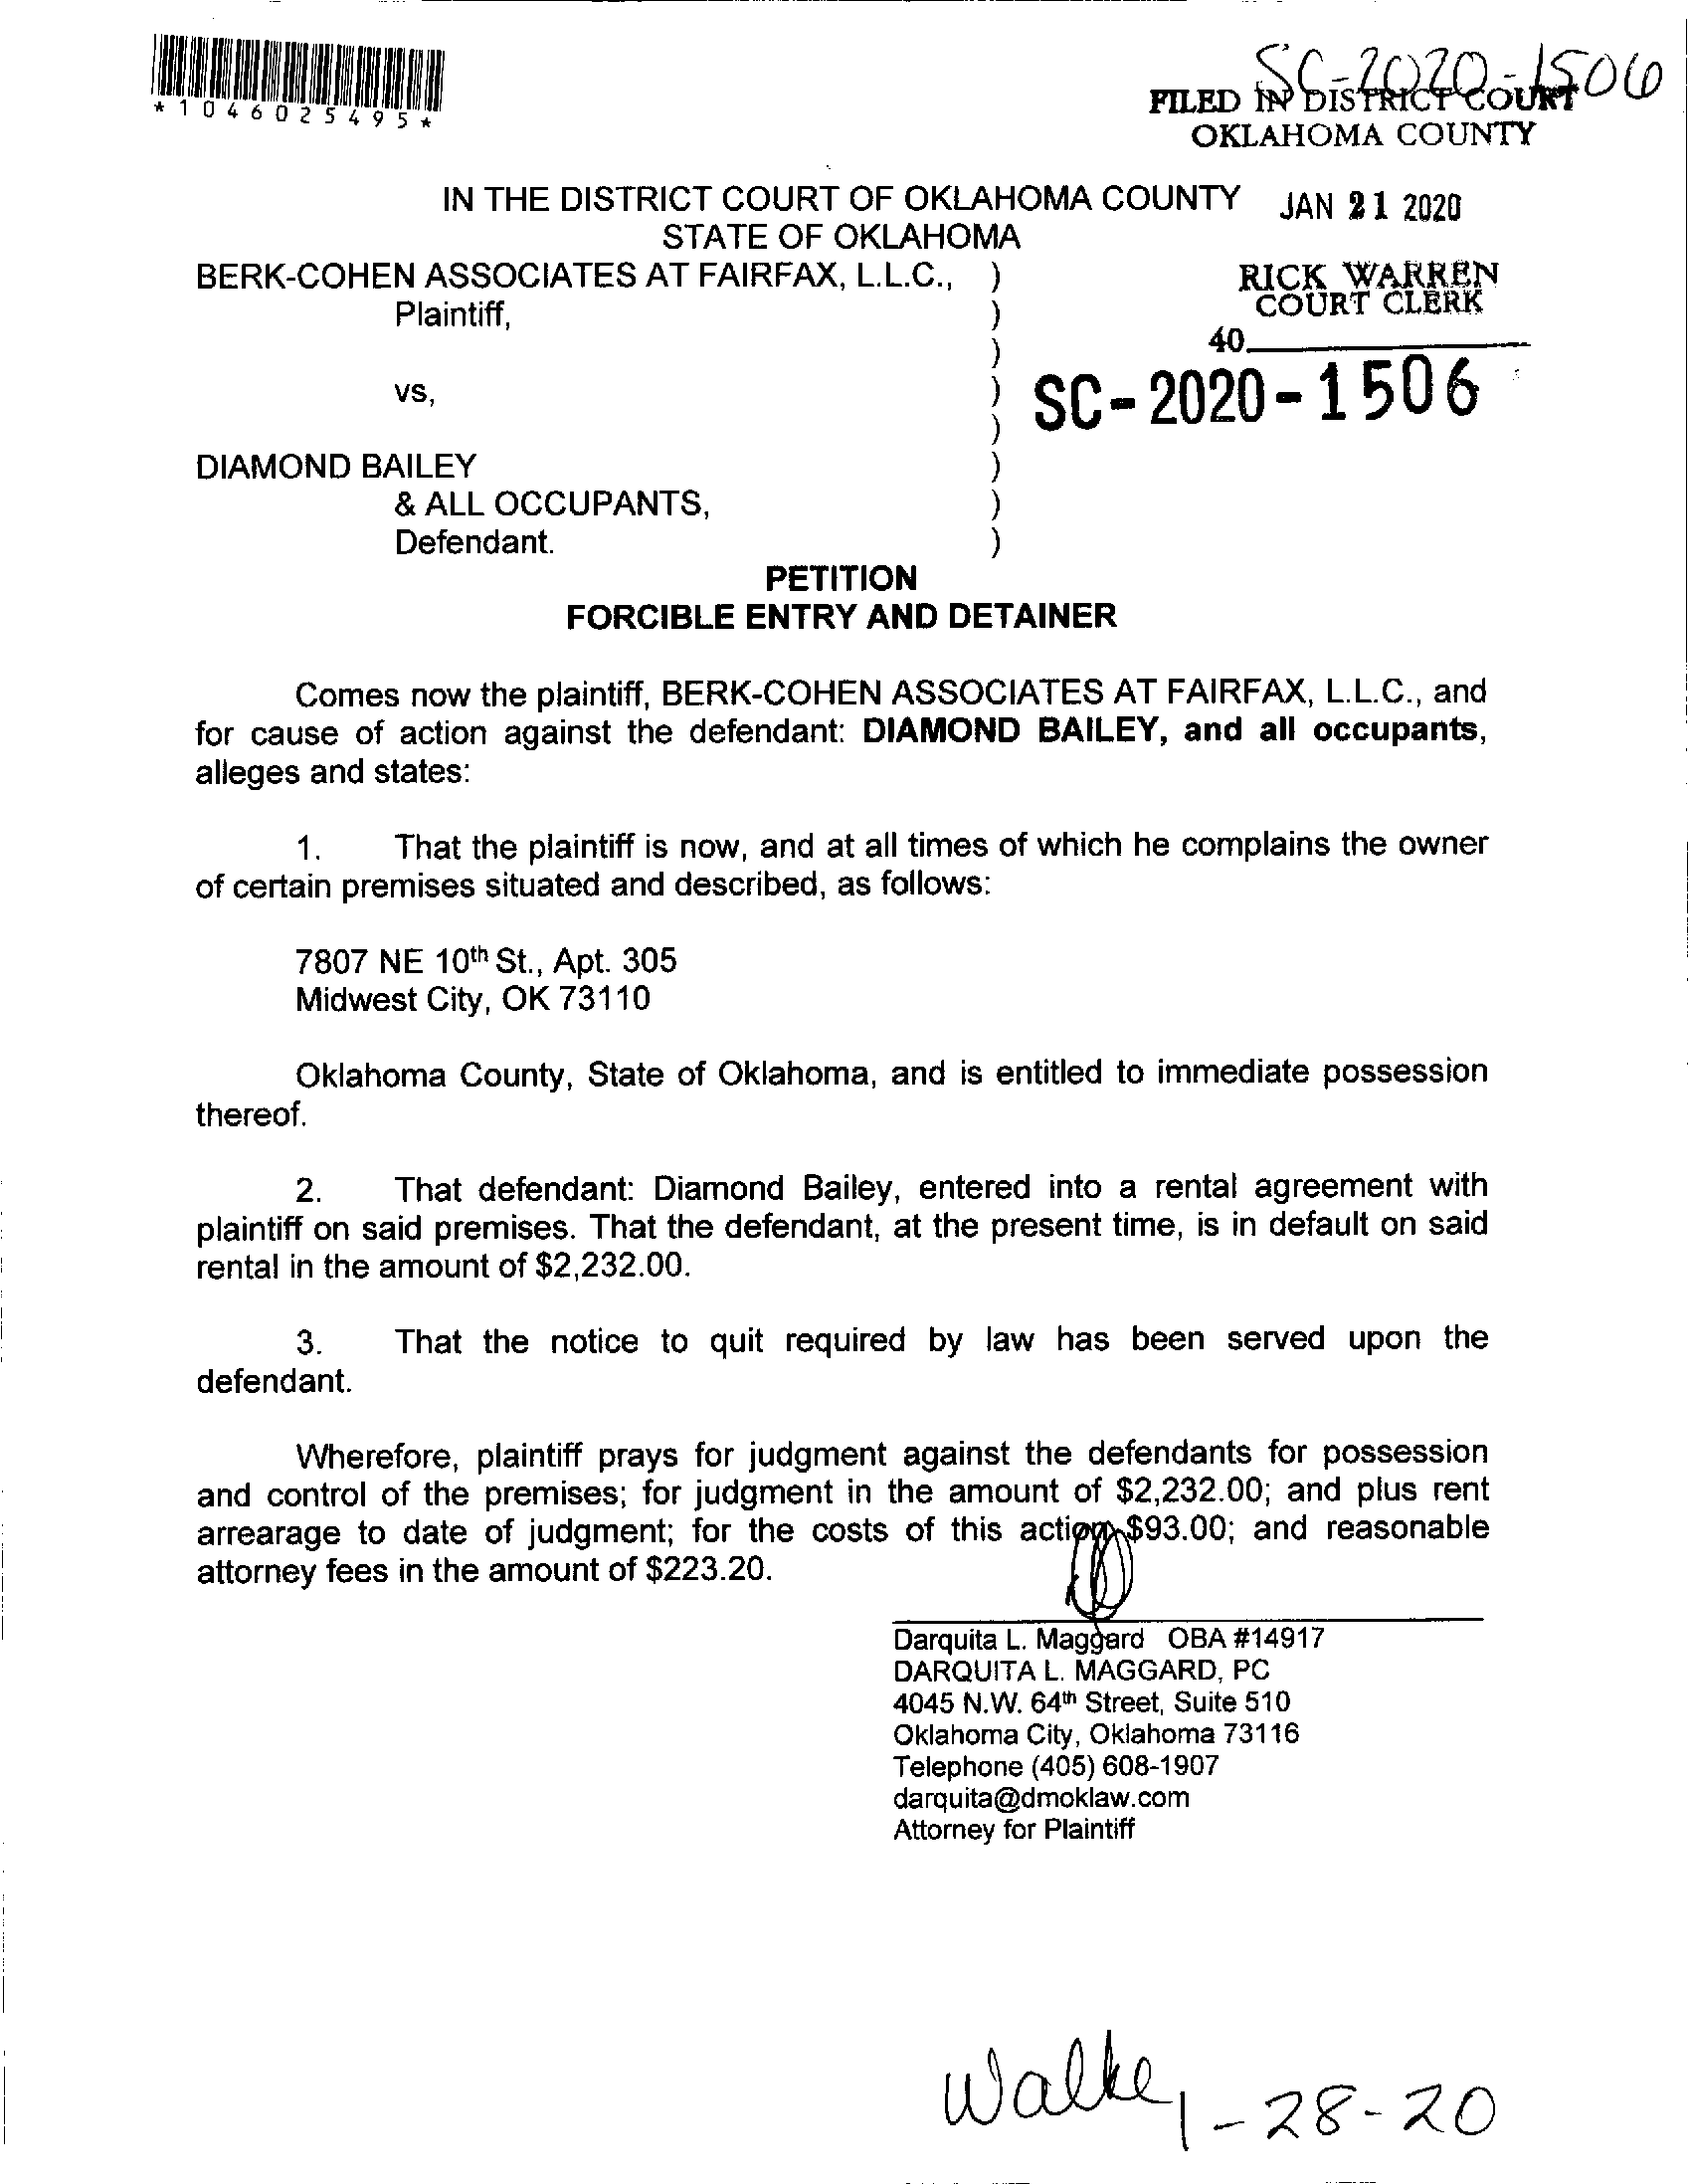 *1046025495*
SC-2020-1506
FILED IN DISTRICT COURT
OKLAHOMA COUNTY
IN THE DISTRICT COURT OF OKLAHOMA COUNTY
JAN 21 2020
STATE OF OKLAHOMA
BERK-COHEN ASSOCIATES AT FAIRFAX, L.L.C., )
RICK WARREN
COURT CLERK
Plaintiff, )
)
40
vs, )
SC-2020-1506
)
DIAMOND BAILEY )
& ALL OCCUPANTS, )
Defendant. )
PETITION
FORCIBLE ENTRY AND DETAINER
Comes now the plaintiff, BERK-COHEN ASSOCIATES AT FAIRFAX, L.L.C., and
for cause of action against the defendant: DIAMOND BAILEY, and all occupants,
alleges and states:
1. That the plaintiff is now, and at all times of which he complains the owner
of certain premises situated and described, as follows:
7807 NE 10th St., Apt. 305
Midwest City, OK 73110
Oklahoma County, State of Oklahoma, and is entitled to immediate possession
thereof.
2. That defendant: Diamond Bailey, entered into a rental agreement with
plaintiff on said premises. That the defendant, at the present time, is in default on said
rental in the amount of $2,232.00.
3. That the notice to quit required by law has been served upon the
defendant.
Wherefore, plaintiff prays for judgment against the defendants for possession
and control of the premises; for judgment in the amount of $2,232.00; and plus rent
arrearage to date of judgment; for the costs of this action $93.00; and reasonable
attorney fees in the amount of $223.20.
Darquita L. Maggard OBA #14917
DARQUITA L. MAGGARD, PC
4045 N.W. 64th Street, Suite 510
Oklahoma City, Oklahoma 73116
Telephone (405) 608-1907
darquita@dmoklaw.com
Attorney for Plaintiff
1-28-20